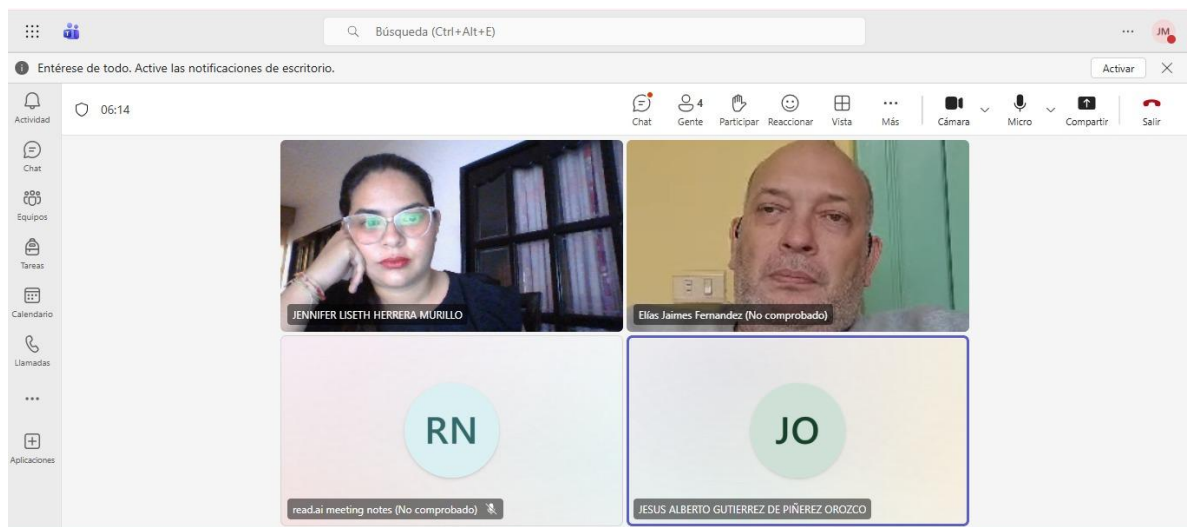 Búsqueda (Ctrl+Alt+E)
JM
Entérese de todo. Active las notificaciones de escritorio.
Activar
Actividad
06:14
Chat
4
Gente
Participar
Reaccionar
Vista
Más
Cámara
Micro
Compartir
Salir
Chat
Equipos
Tareas
Calendario
Llamadas
Aplicaciones
JENNIFER LISETH HERRERA MURILLO
Elías Jaimes Fernandez (No comprobado)
RN
read.ai meeting notes (No comprobado)
JO
JESUS ALBERTO GUTIERREZ DE PIÑEREZ OROZCO